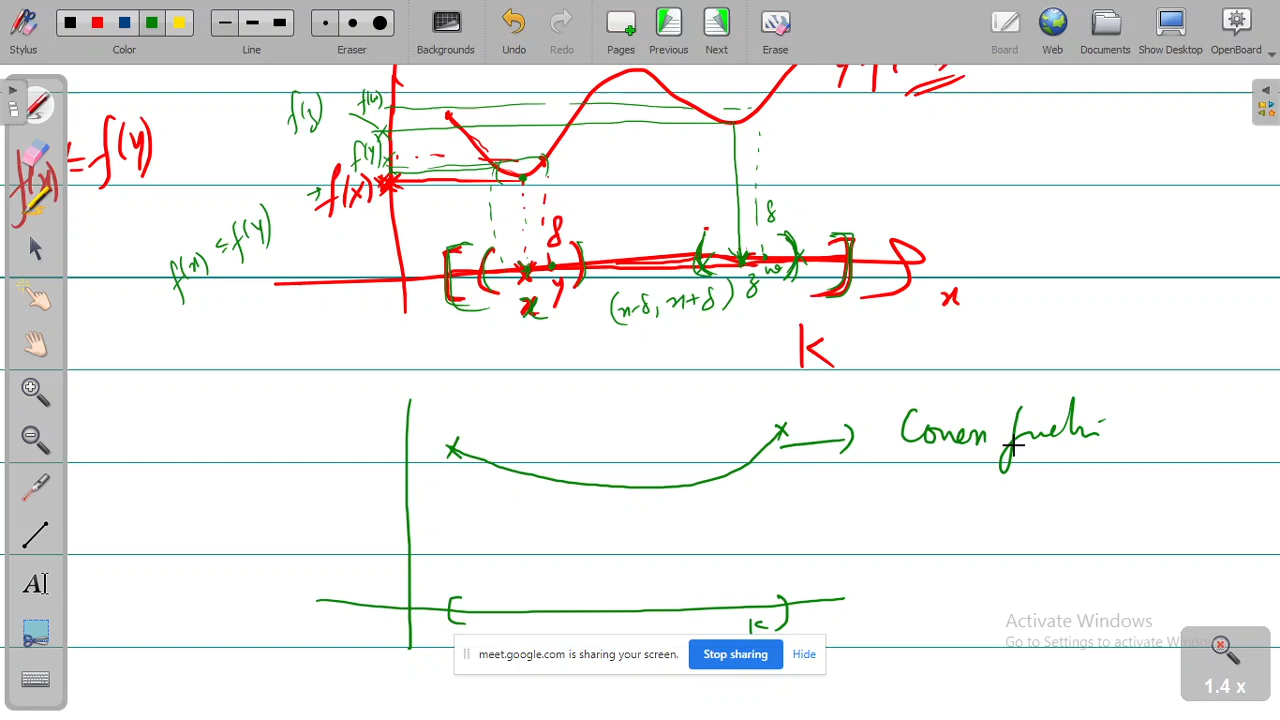 Stylus
Color
Line
Eraser
Backgrounds
Undo
Redo
Pages
Previous
Next
Erase
Board
Web
Documents
Show Desktop
OpenBoard
f(x) ≤ f(y)
f(y)
f(x)
f(x) ≤ f(y)
δ
δ
x
y
(x-δ, x+δ)
δ
x
K
Convex functi
K
A
Activate Windows
Go to Settings to activate Windows
meet.google.com is sharing your screen.
Stop sharing
Hide
1.4 x